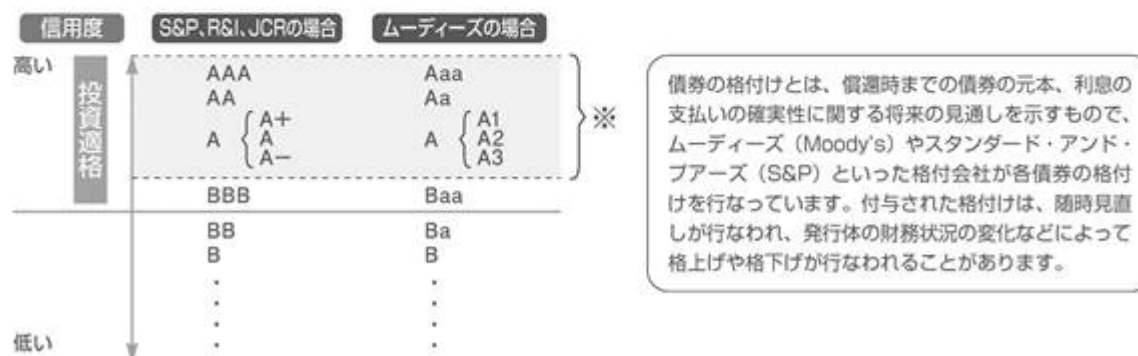 信用度 S&P、R&I、JCRの場合 ムーディーズの場合
高い
投資適格
AAA Aaa
AA Aa
A { A+ A { A1
A A2
A− A3
※
BBB Baa
BB Ba
B B
・ ・
・ ・
・ ・
・ ・
低い
債券の格付けとは、償還時までの債券の元本、利息の
支払いの確実性に関する将来の見通しを示すもので、
ムーディーズ（Moody's）やスタンダード・アンド・
プアーズ（S&P）といった格付会社が各債券の格付
けを行なっています。付与された格付けは、随時見直
しが行なわれ、発行体の財務状況の変化などによって
格上げや格下げが行なわれることがあります。